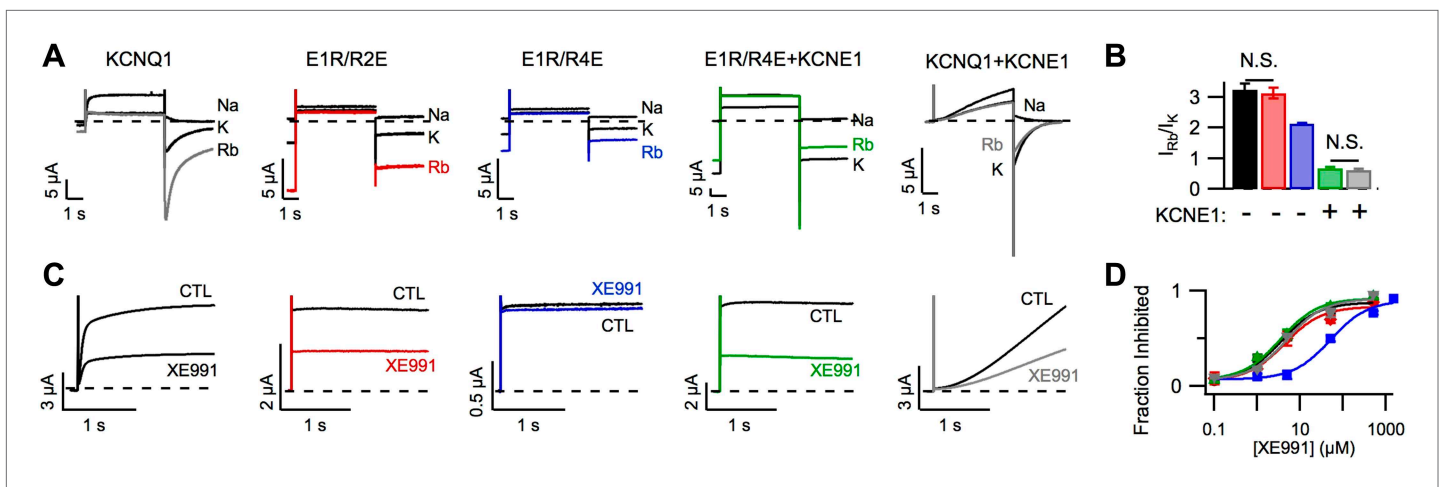 A
KCNQ1
Na
K
Rb
5 µA
1 s
E1R/R2E
Na
K
Rb
5 µA
1 s
E1R/R4E
Na
K
Rb
5 µA
1 s
E1R/R4E+KCNE1
Na
Rb
K
5 µA
1 s
KCNQ1+KCNE1
Na
Rb
K
5 µA
1 s
B
N.S.
N.S.
IRb/IK
3
2
1
0
KCNE1: - - - + +
C
CTL
XE991
3 µA
1 s
CTL
XE991
2 µA
1 s
XE991
CTL
0.5 µA
1 s
CTL
XE991
2 µA
1 s
CTL
XE991
3 µA
1 s
D
Fraction Inhibited
1
0
0.1 10 1000
[XE991] (µM)